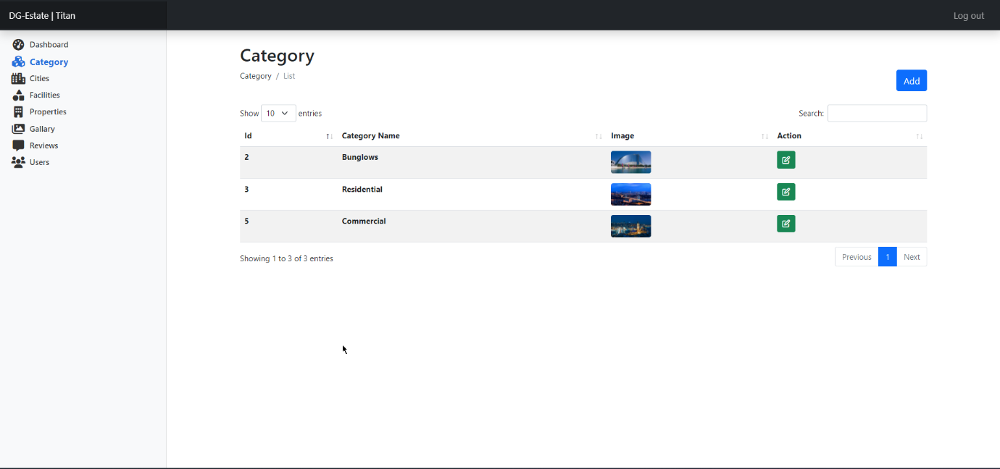 DG-Estate | Titan
Log out
Dashboard
Category
Cities
Facilities
Properties
Gallary
Reviews
Users
Category
Category / List
Add
Show 10 entries
Search:
Id Category Name Image Action
2 Bunglows
3 Residential
5 Commercial
Showing 1 to 3 of 3 entries
Previous 1 Next